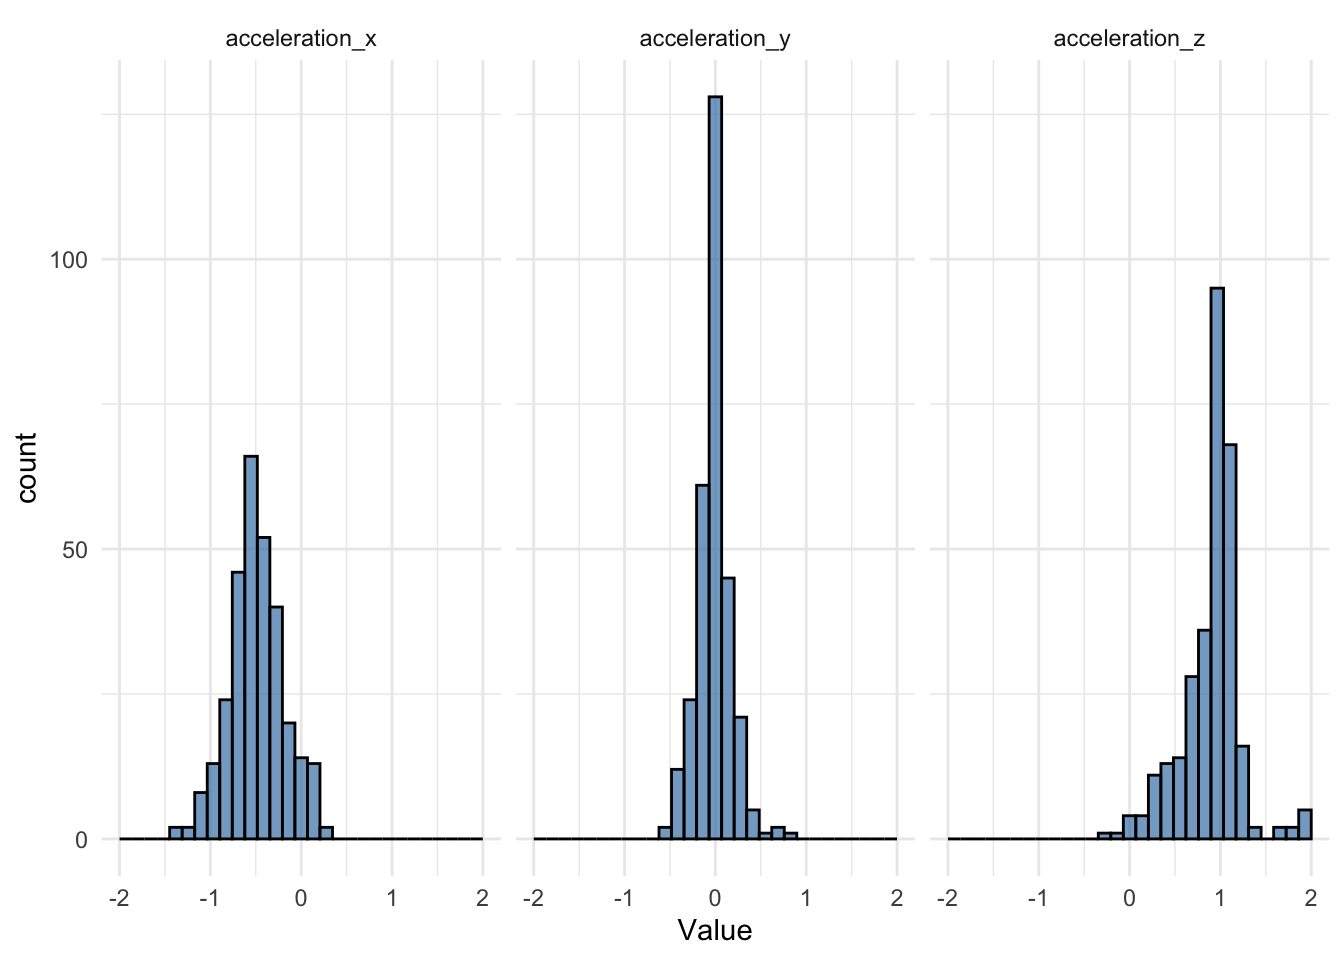 acceleration_x acceleration_y acceleration_z
count
100
50
0
-2 -1 0 1 2 -2 -1 0 1 2 -2 -1 0 1 2
Value